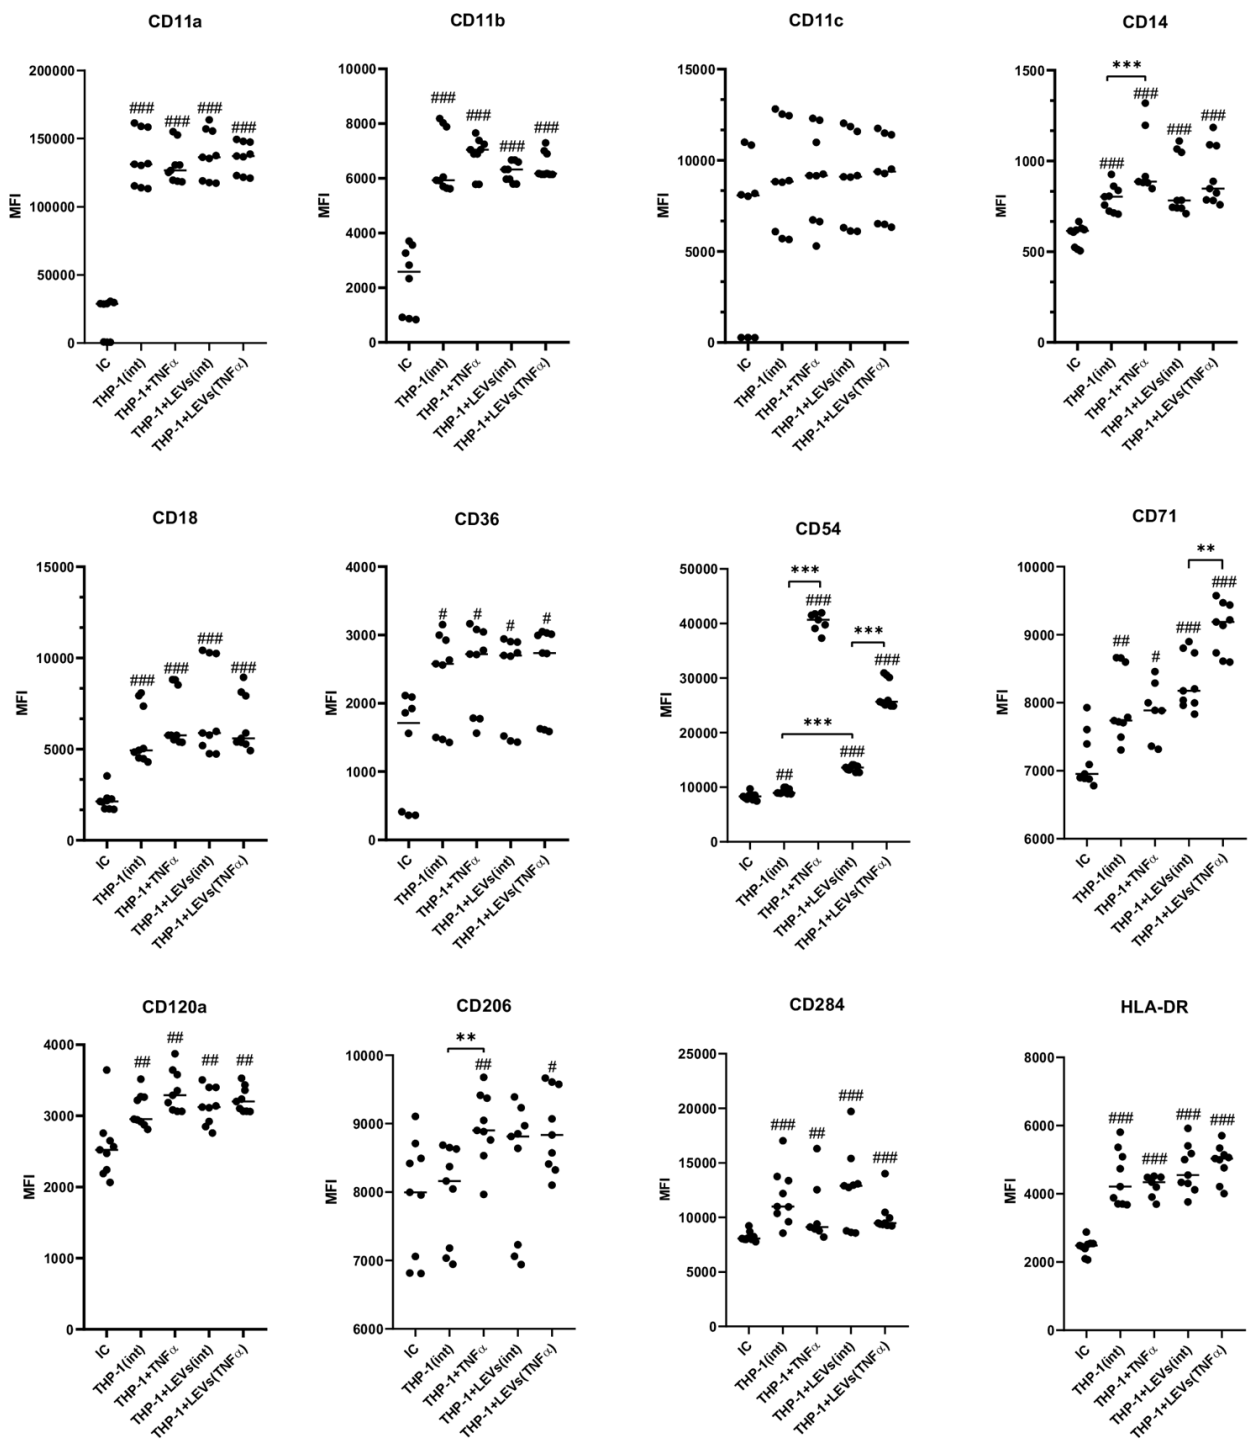 CD11a
MFI
200000
150000
100000
50000
0
###
###
###
###
IC
THP-1(int)
THP-1+TNFα
THP-1+LEVs(int)
THP-1+LEVs(TNFα)
CD11b
MFI
10000
8000
6000
4000
2000
0
###
###
###
###
IC
THP-1(int)
THP-1+TNFα
THP-1+LEVs(int)
THP-1+LEVs(TNFα)
CD11c
MFI
15000
10000
5000
0
IC
THP-1(int)
THP-1+TNFα
THP-1+LEVs(int)
THP-1+LEVs(TNFα)
CD14
MFI
1500
1000
500
0
***
###
###
###
###
IC
THP-1(int)
THP-1+TNFα
THP-1+LEVs(int)
THP-1+LEVs(TNFα)
CD18
MFI
15000
10000
5000
0
###
###
###
###
IC
THP-1(int)
THP-1+TNFα
THP-1+LEVs(int)
THP-1+LEVs(TNFα)
CD36
MFI
4000
3000
2000
1000
0
#
#
#
#
IC
THP-1(int)
THP-1+TNFα
THP-1+LEVs(int)
THP-1+LEVs(TNFα)
CD54
MFI
50000
40000
30000
20000
10000
0
***
###
***
###
***
###
##
IC
THP-1(int)
THP-1+TNFα
THP-1+LEVs(int)
THP-1+LEVs(TNFα)
CD71
MFI
10000
9000
8000
7000
6000
**
##
#
###
###
IC
THP-1(int)
THP-1+TNFα
THP-1+LEVs(int)
THP-1+LEVs(TNFα)
CD120a
MFI
4000
3000
2000
1000
0
##
##
##
##
IC
THP-1(int)
THP-1+TNFα
THP-1+LEVs(int)
THP-1+LEVs(TNFα)
CD206
MFI
10000
9000
8000
7000
6000
**
##
#
IC
THP-1(int)
THP-1+TNFα
THP-1+LEVs(int)
THP-1+LEVs(TNFα)
CD284
MFI
25000
20000
15000
10000
5000
0
###
##
###
###
IC
THP-1(int)
THP-1+TNFα
THP-1+LEVs(int)
THP-1+LEVs(TNFα)
HLA-DR
MFI
8000
6000
4000
2000
0
###
###
###
###
IC
THP-1(int)
THP-1+TNFα
THP-1+LEVs(int)
THP-1+LEVs(TNFα)